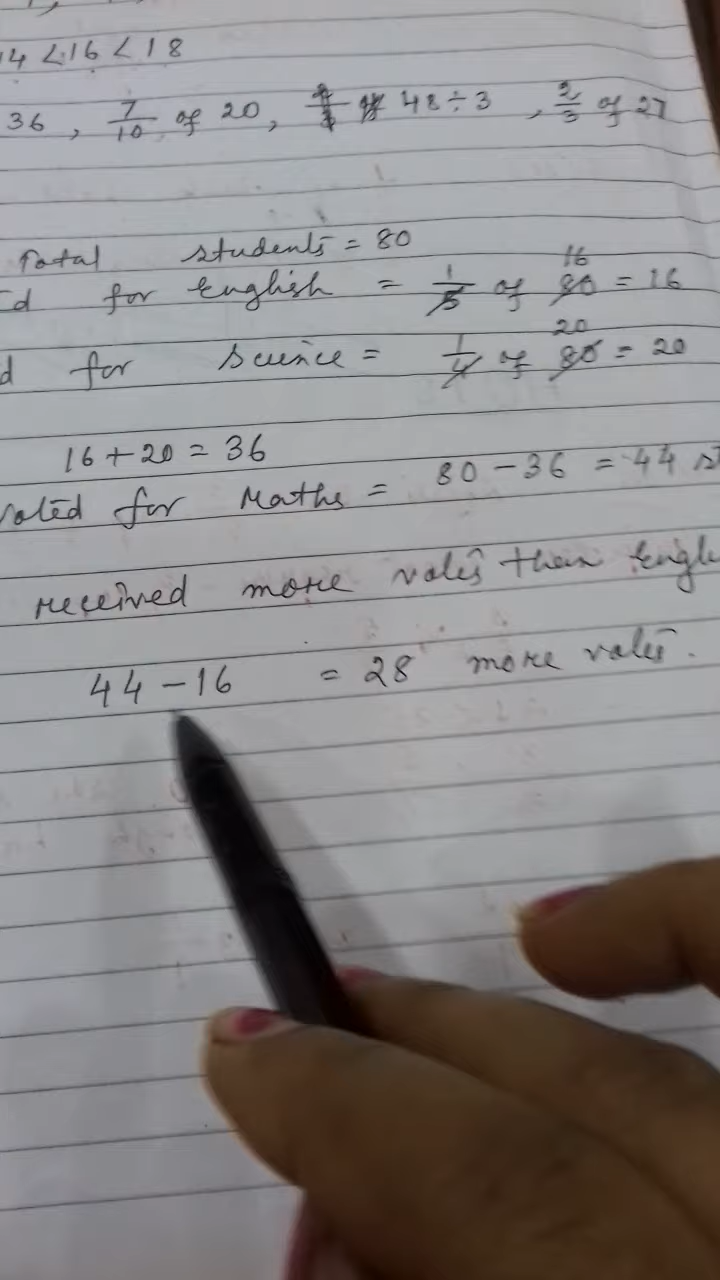 14 < 16 < 18
36 , 7/10 of 20, 48 ÷ 3 , 2/3 of 27
Total students = 80
for English = 1/5 of 80 = 16
16
for Science = 1/4 of 80 = 20
20
16 + 20 = 36
voted for Maths = 80 - 36 = 44
received more votes than
44 - 16 = 28 more votes.